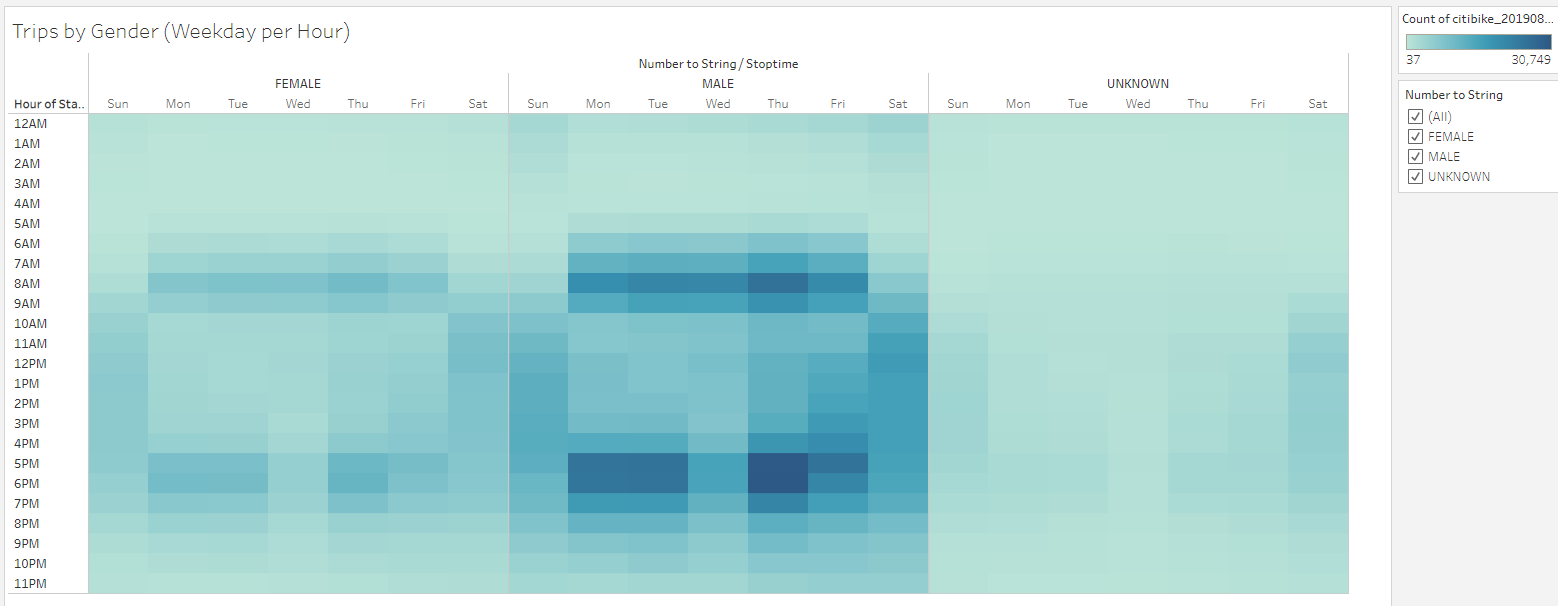 Trips by Gender (Weekday per Hour)
Number to String / Stoptime
FEMALE MALE UNKNOWN
Hour of Sta.. Sun Mon Tue Wed Thu Fri Sat Sun Mon Tue Wed Thu Fri Sat Sun Mon Tue Wed Thu Fri Sat
12AM
1AM
2AM
3AM
4AM
5AM
6AM
7AM
8AM
9AM
10AM
11AM
12PM
1PM
2PM
3PM
4PM
5PM
6PM
7PM
8PM
9PM
10PM
11PM
Count of citibike_201908...
37 30,749
Number to String
(All)
FEMALE
MALE
UNKNOWN